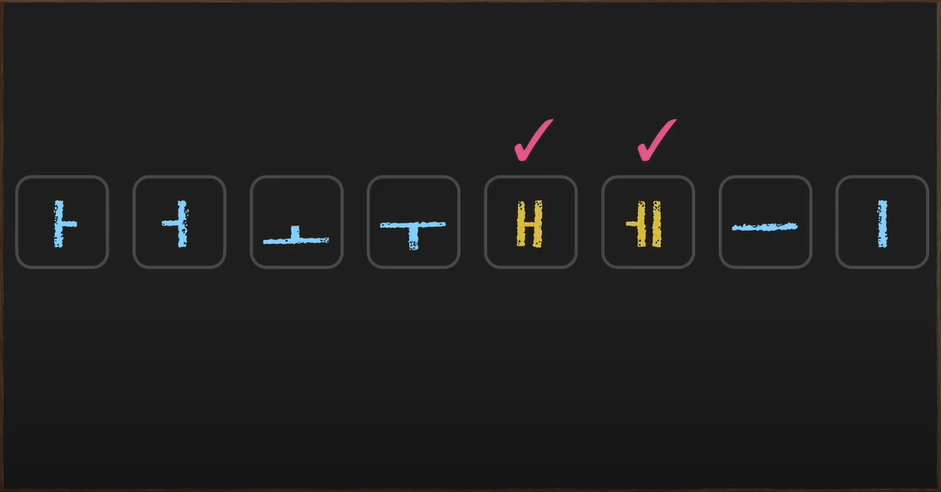 ㅏ ㅓ ㅗ ㅜ ㅐ ㅔ ㅡ ㅣ